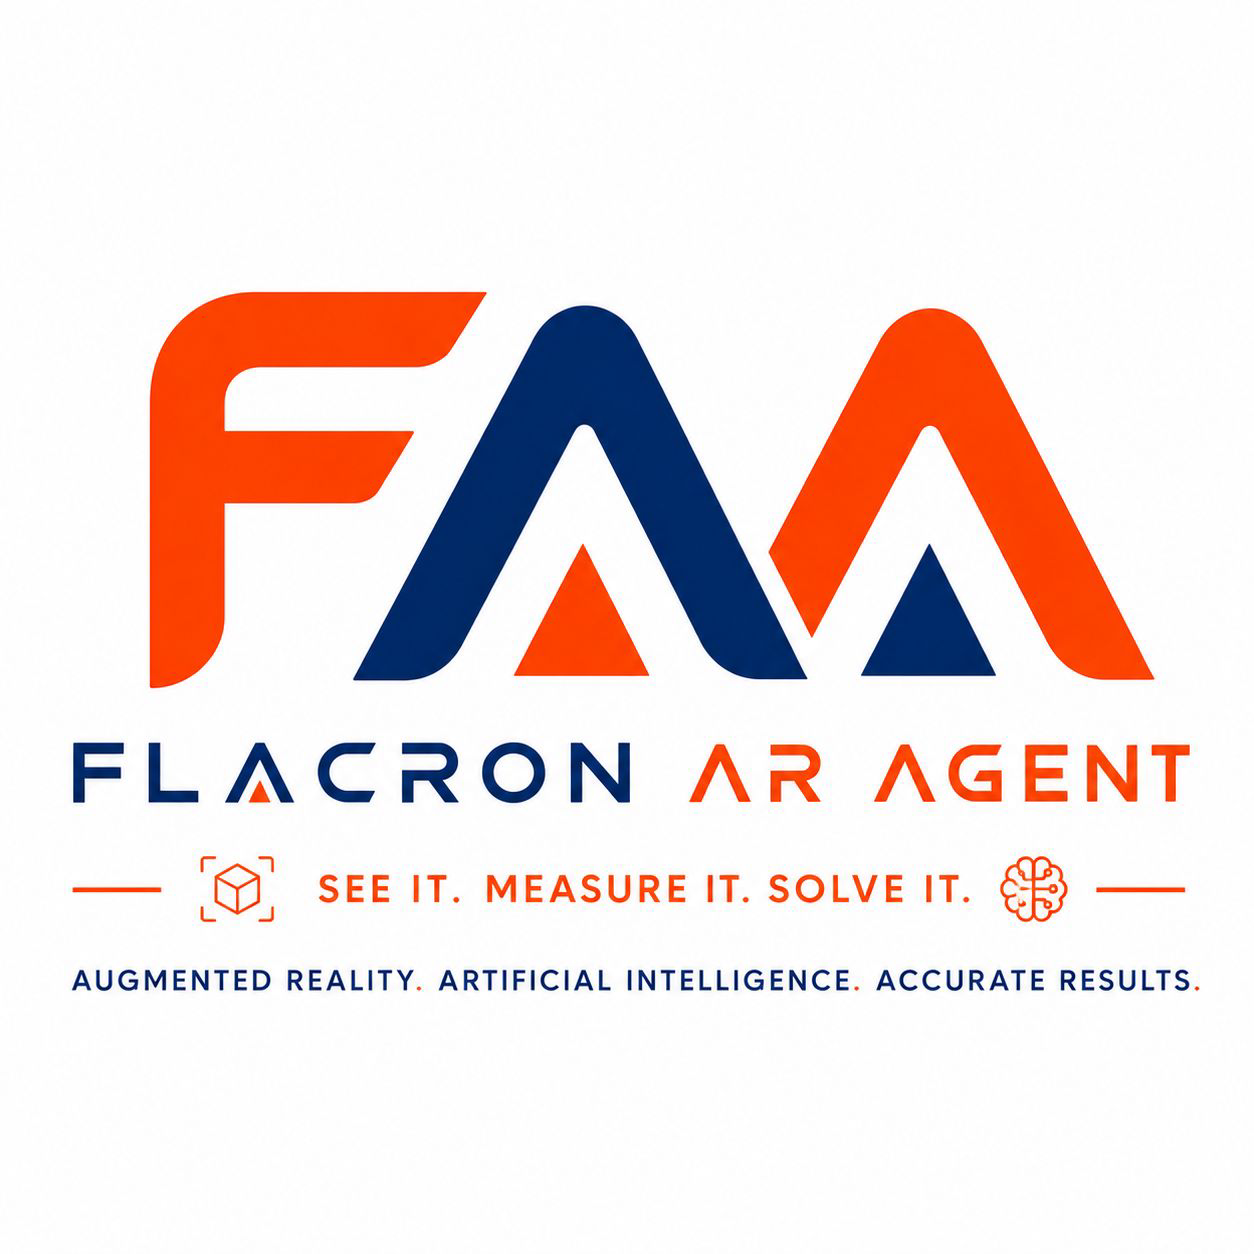 FAA
FLACRON AR AGENT
SEE IT. MEASURE IT. SOLVE IT.
AUGMENTED REALITY. ARTIFICIAL INTELLIGENCE. ACCURATE RESULTS.